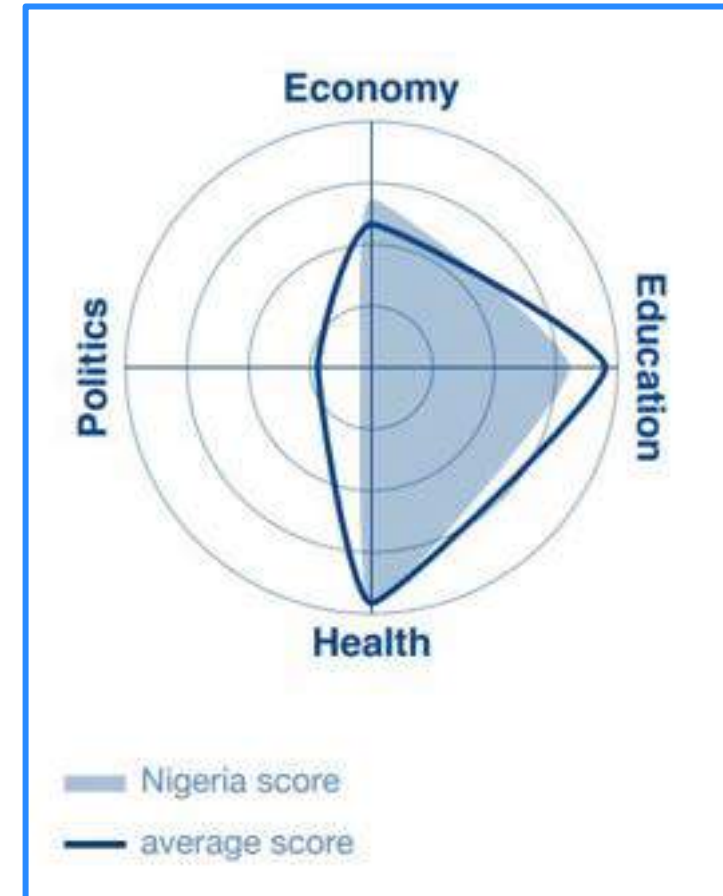 Economy
Politics
Education
Health
Nigeria score
average score